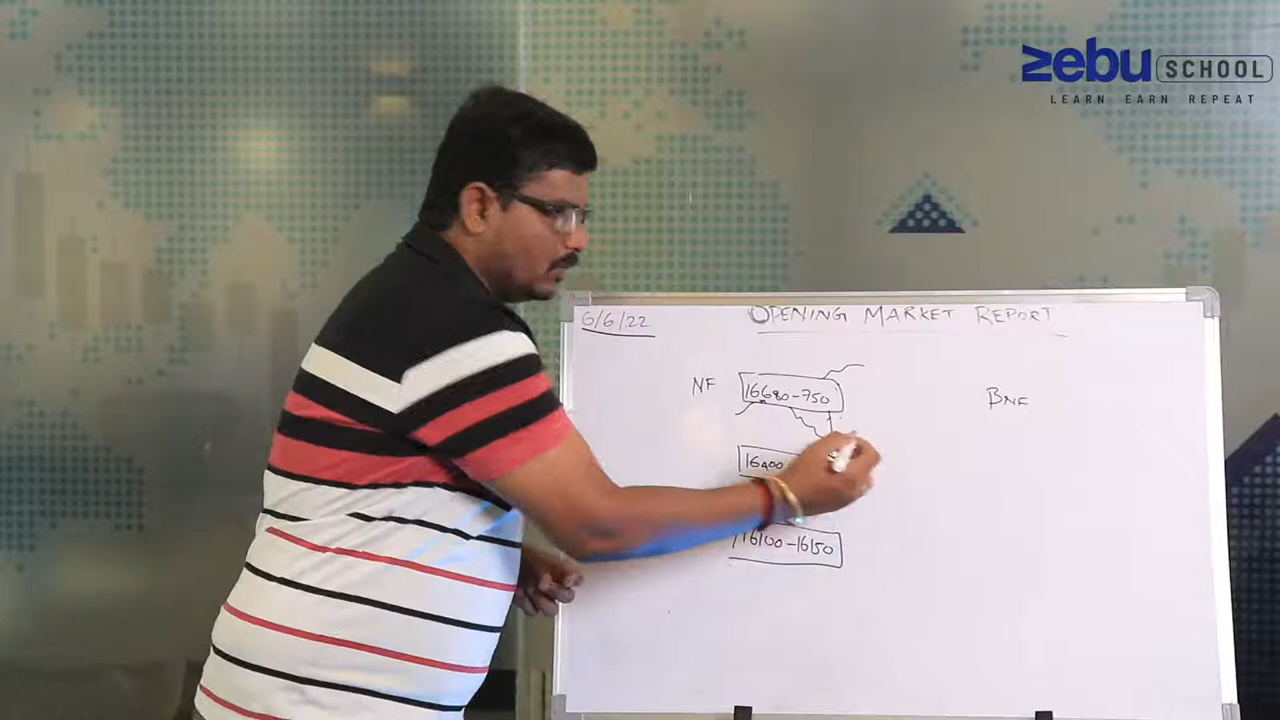 zebu SCHOOL
LEARN EARN REPEAT
6/6/22
OPENING MARKET REPORT
NF
16680-750
BNF
16400
16100-16150